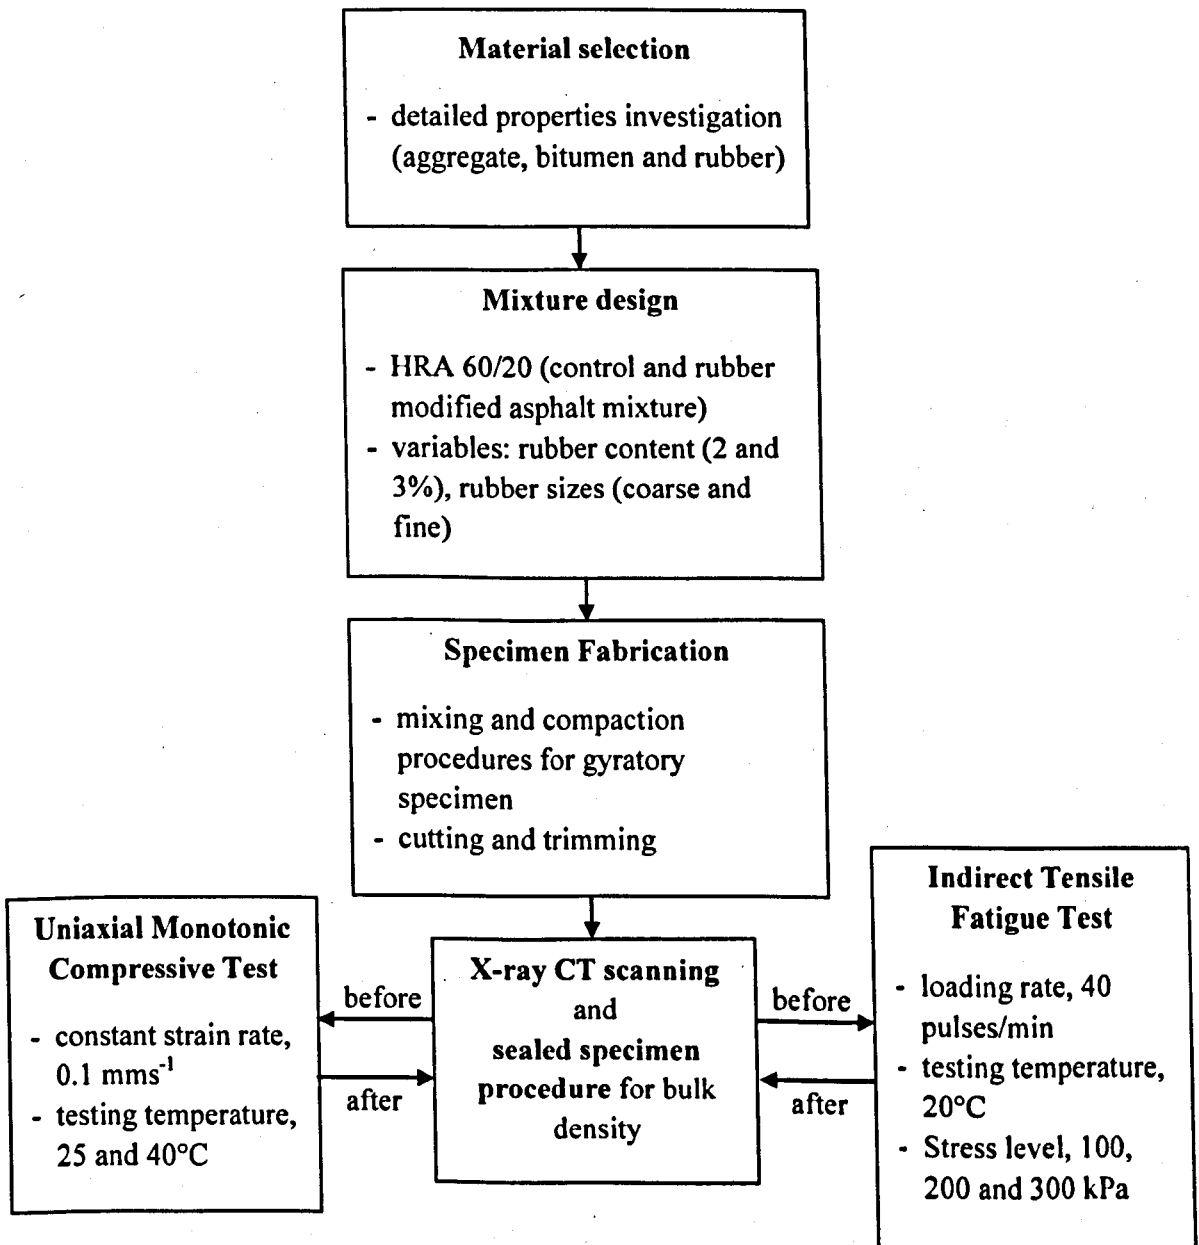 Material selection
- detailed properties investigation
(aggregate, bitumen and rubber)
Mixture design
- HRA 60/20 (control and rubber
modified asphalt mixture)
- variables: rubber content (2 and
3%), rubber sizes (coarse and
fine)
Specimen Fabrication
- mixing and compaction
procedures for gyratory
specimen
- cutting and trimming
Uniaxial Monotonic
Compressive Test
- constant strain rate,
0.1 mms⁻¹
- testing temperature,
25 and 40°C
before
after
X-ray CT scanning
and
sealed specimen
procedure for bulk
density
before
after
Indirect Tensile
Fatigue Test
- loading rate, 40
pulses/min
- testing temperature,
20°C
- Stress level, 100,
200 and 300 kPa